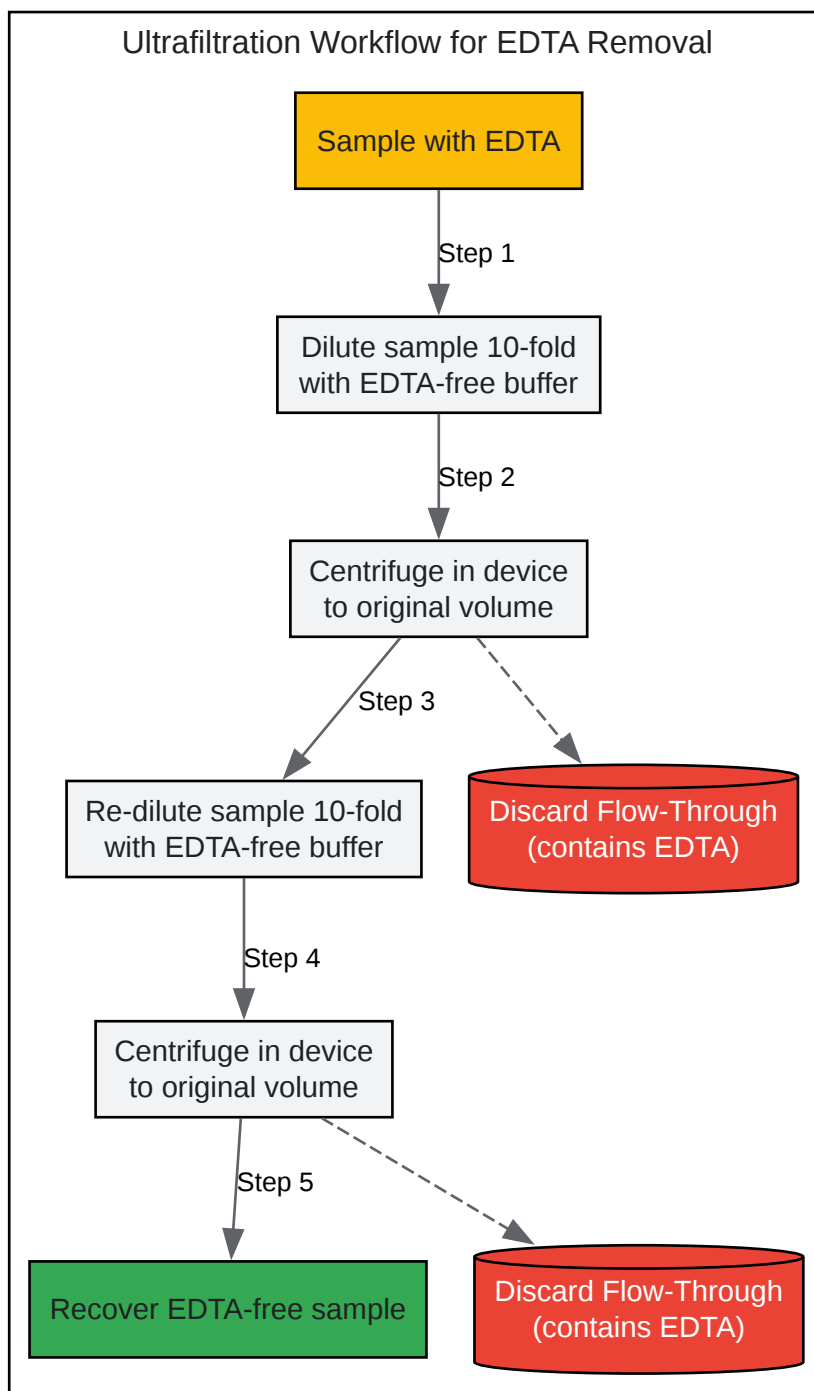 Ultrafiltration Workflow for EDTA Removal
Sample with EDTA
Step 1
Dilute sample 10-fold
with EDTA-free buffer
Step 2
Centrifuge in device
to original volume
Step 3
Re-dilute sample 10-fold
with EDTA-free buffer
Discard Flow-Through
(contains EDTA)
Step 4
Centrifuge in device
to original volume
Step 5
Recover EDTA-free sample
Discard Flow-Through
(contains EDTA)